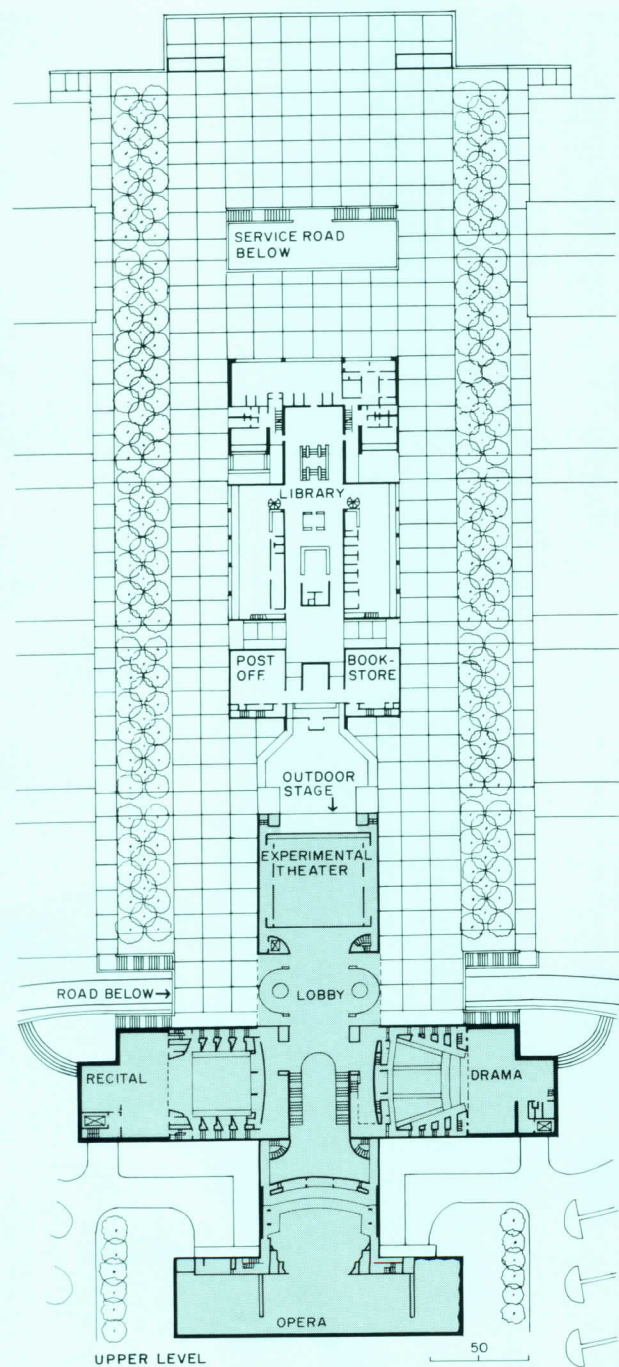 SERVICE ROAD
BELOW
LIBRARY
POST
OFF.
BOOK-
STORE
OUTDOOR
STAGE
EXPERIMENTAL
THEATER
ROAD BELOW→
LOBBY
RECITAL
DRAMA
OPERA
UPPER LEVEL
50